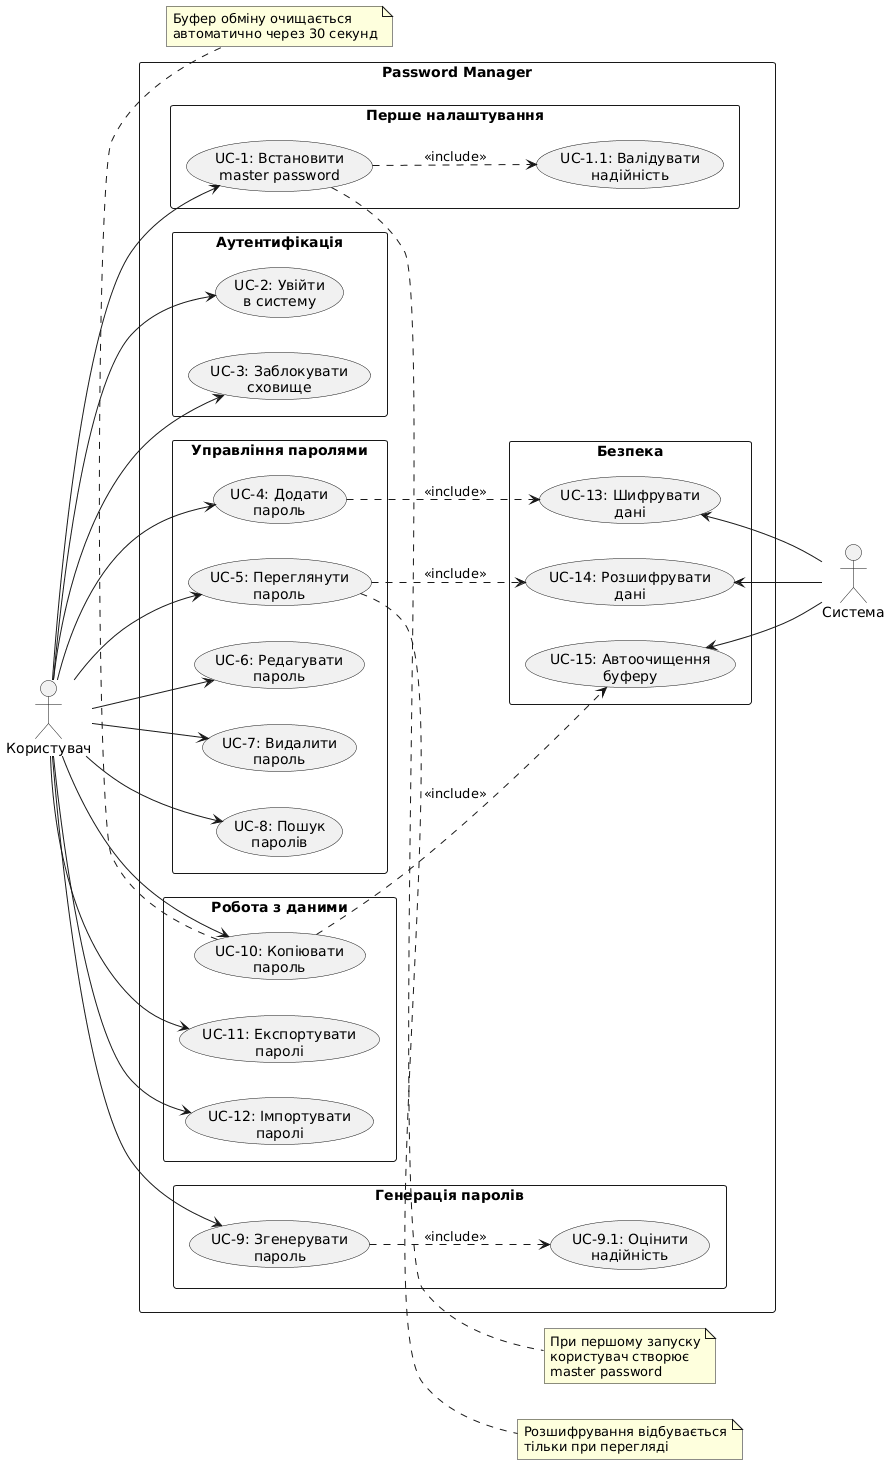 Буфер обміну очищається
автоматично через 30 секунд
Password Manager
Перше налаштування
UC-1: Встановити
master password
«include»
UC-1.1: Валідувати
надійність
Аутентифікація
UC-2: Увійти
в систему
UC-3: Заблокувати
сховище
Управління паролями
UC-4: Додати
пароль
«include»
UC-5: Переглянути
пароль
«include»
UC-6: Редагувати
пароль
UC-7: Видалити
пароль
UC-8: Пошук
паролів
Безпека
UC-13: Шифрувати
дані
UC-14: Розшифрувати
дані
UC-15: Автоочищення
буферу
Система
Користувач
«include»
Робота з даними
UC-10: Копіювати
пароль
UC-11: Експортувати
паролі
UC-12: Імпортувати
паролі
Генерація паролів
UC-9: Згенерувати
пароль
«include»
UC-9.1: Оцінити
надійність
При першому запуску
користувач створює
master password
Розшифрування відбувається
тільки при перегляді